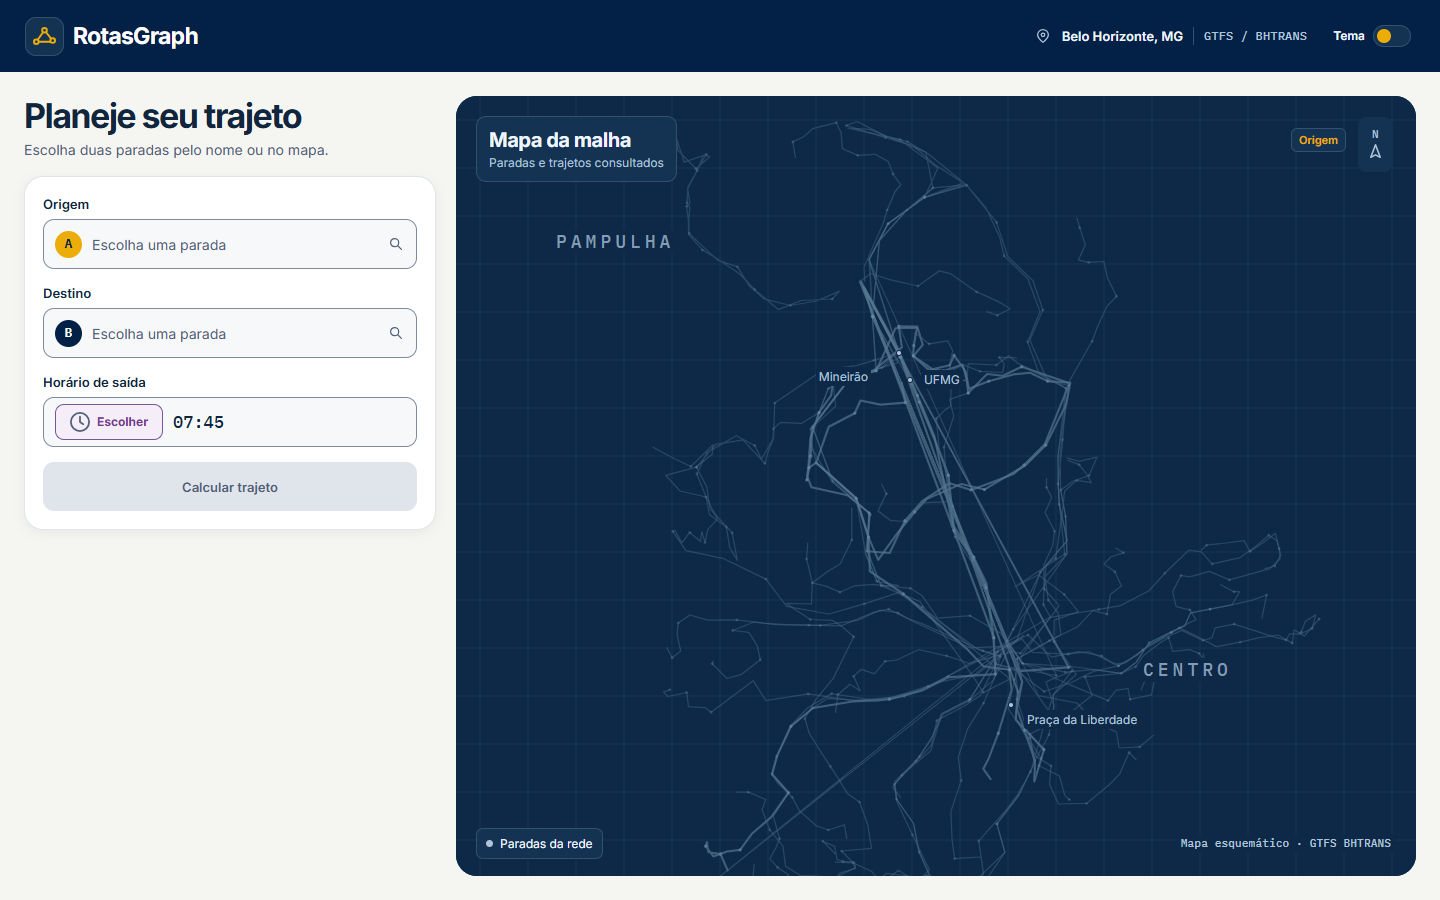 RotasGraph
Belo Horizonte, MG
GTFS / BHTRANS
Tema
Planeje seu trajeto
Escolha duas paradas pelo nome ou no mapa.
Origem
A Escolha uma parada
Destino
B Escolha uma parada
Horário de saída
Escolher 07:45
Calcular trajeto
Mapa da malha
Paradas e trajetos consultados
Origem
N
PAMPULHA
Mineirão
UFMG
CENTRO
Praça da Liberdade
Paradas da rede
Mapa esquemático · GTFS BHTRANS